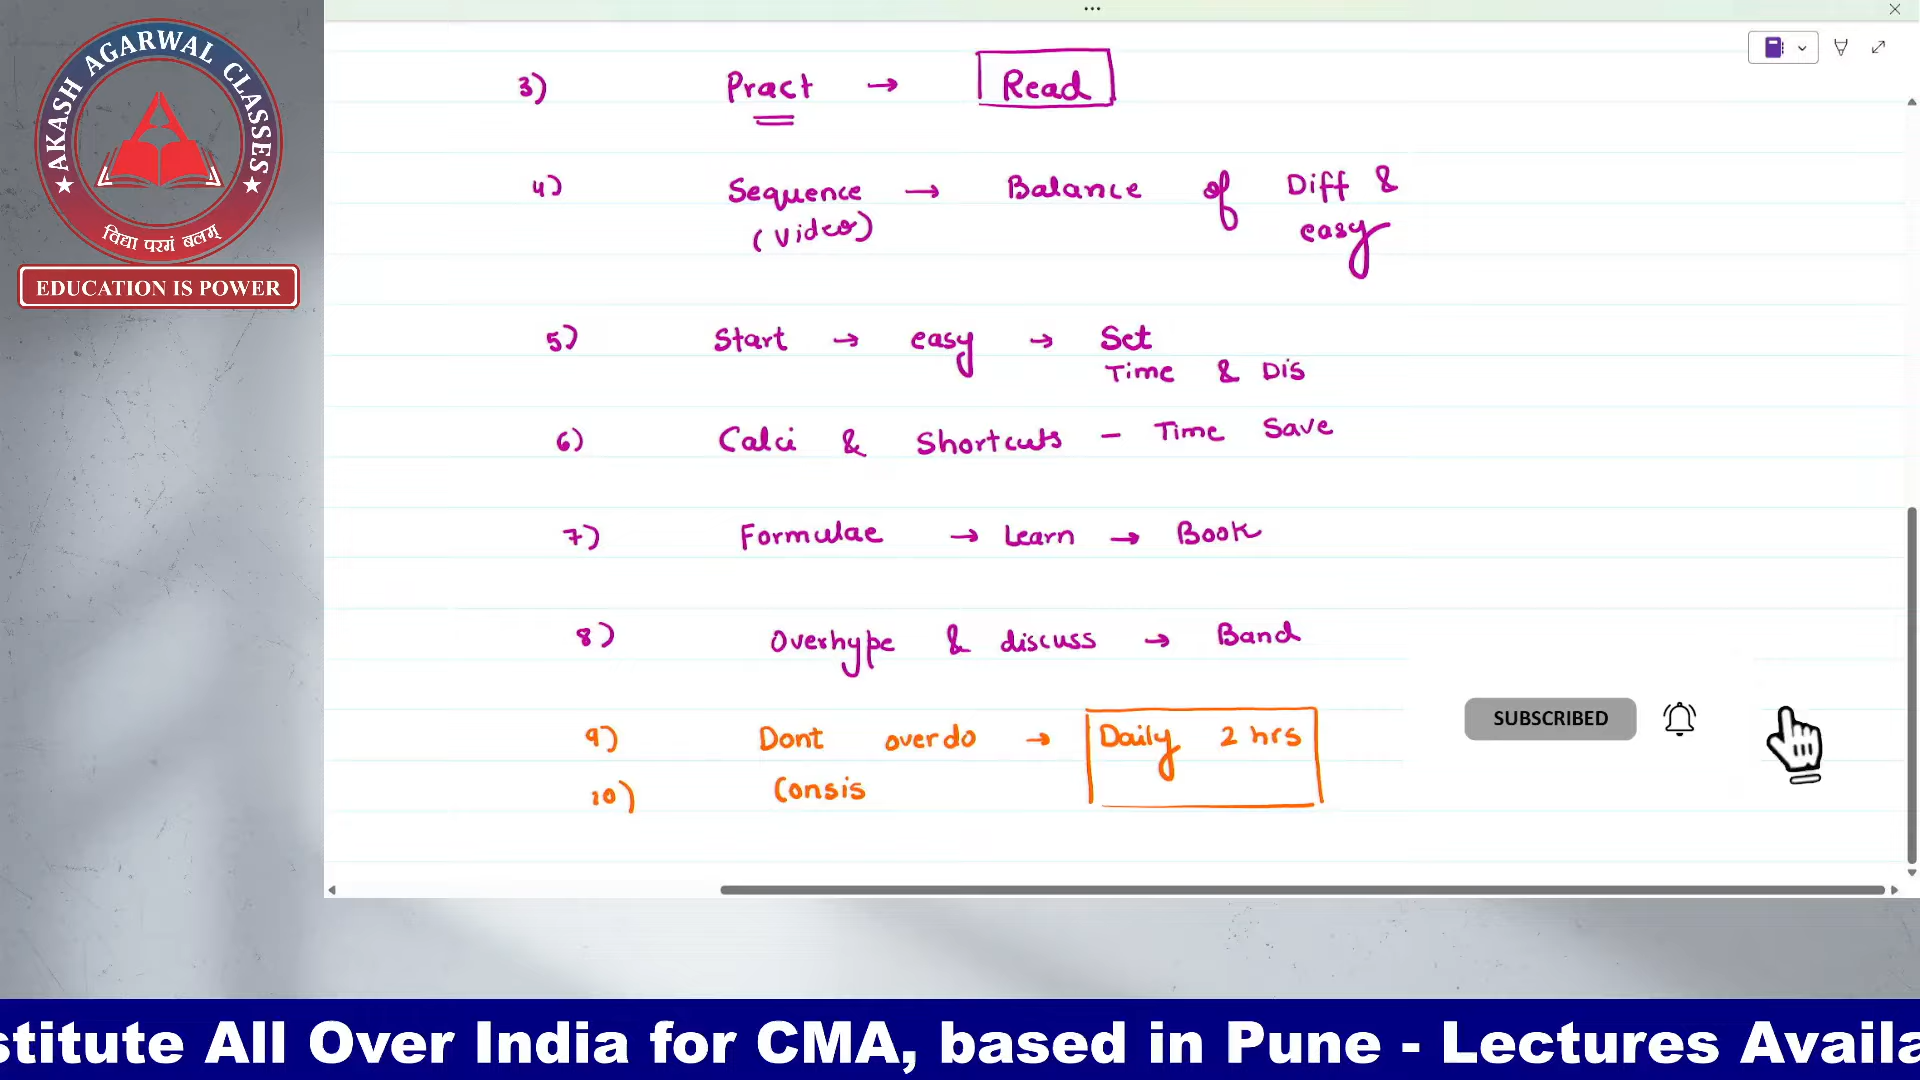 AKASH AGARWAL CLASSES
विद्या परमं बलम्
EDUCATION IS POWER
3) Pract → Read
4) Sequence → Balance of Diff &
(Video) easy
5) Start → easy → Set
Time & Dis
6) Calci & Shortcuts - Time Save
7) Formulae → Learn → Book
8) Overhype & discuss → Band
9) Dont overdo → Daily 2 hrs
10) Consis
SUBSCRIBED
stitute All Over India for CMA, based in Pune - Lectures Availa